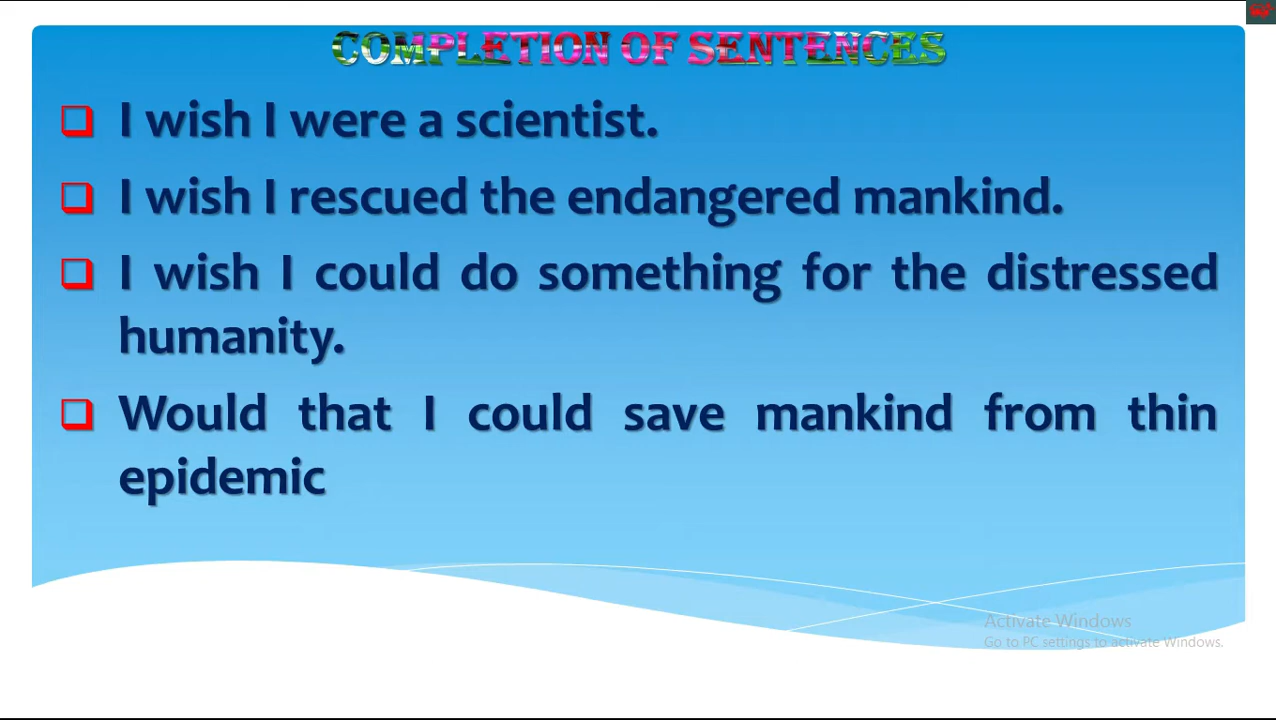 COMPLETION OF SENTENCES
I wish I were a scientist.
I wish I rescued the endangered mankind.
I wish I could do something for the distressed
humanity.
Would that I could save mankind from thin
epidemic
Activate Windows
Go to PC settings to activate Windows.